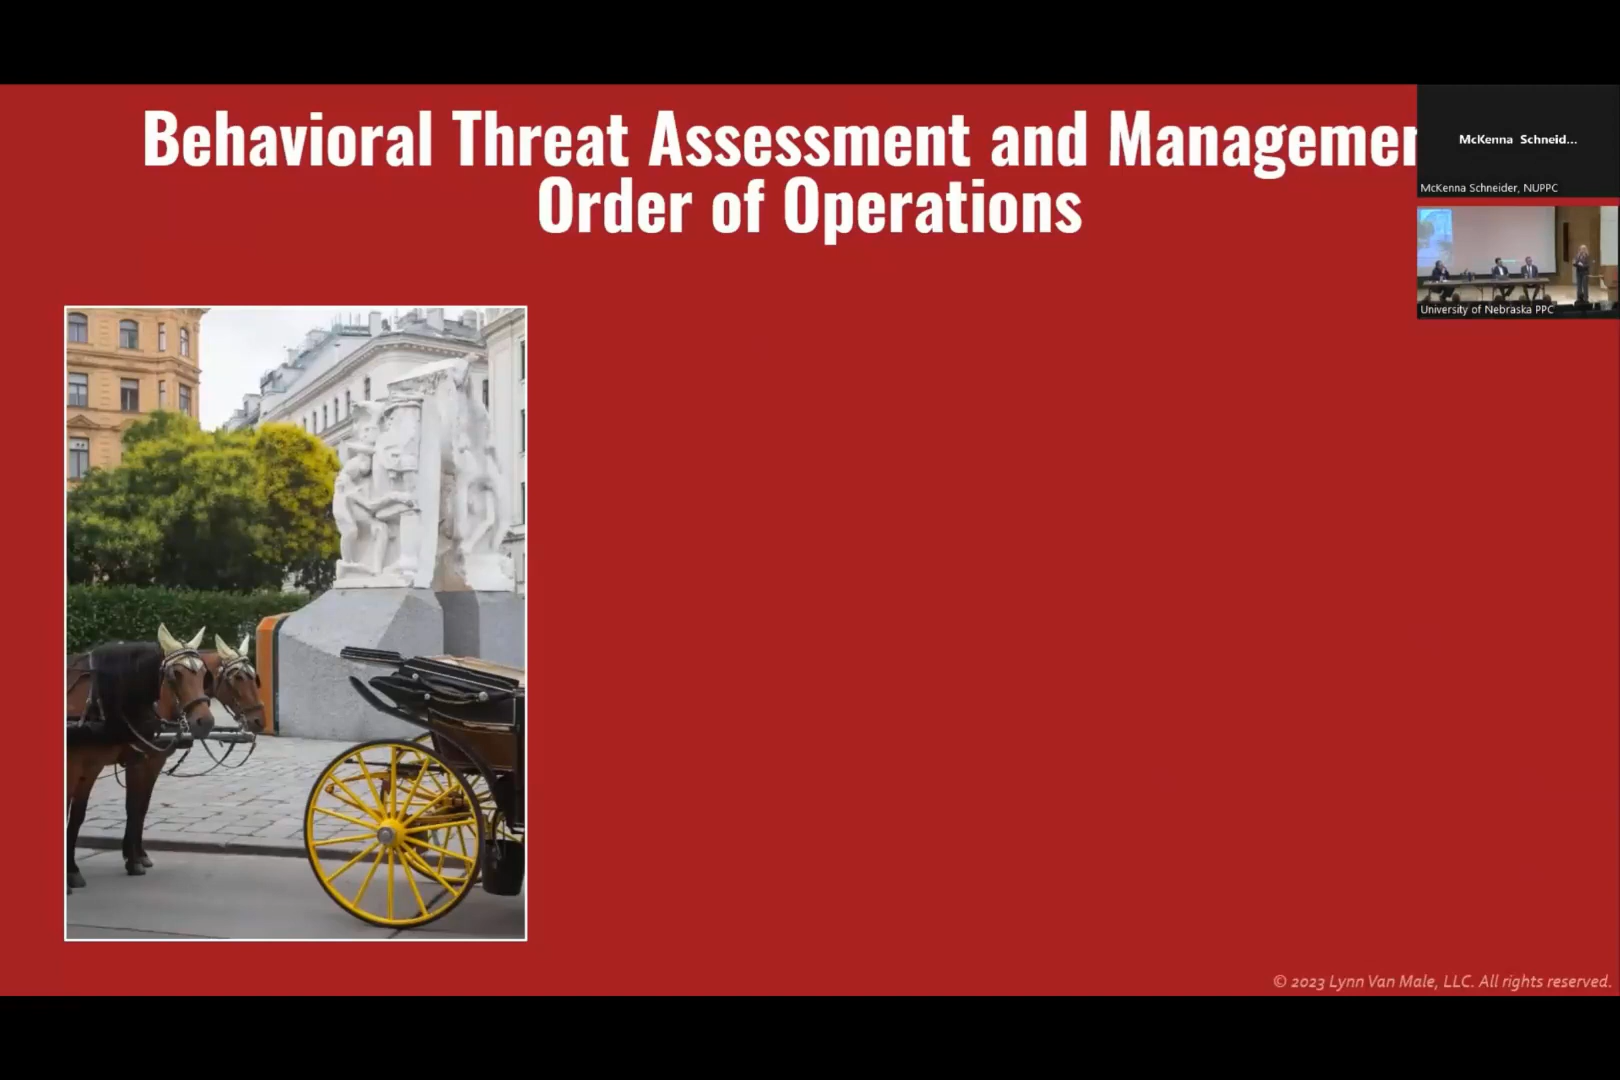 Behavioral Threat Assessment and Managemen
Order of Operations
McKenna Schneid...
McKenna Schneider, NUPPC
University of Nebraska PPC
© 2023 Lynn Van Male, LLC. All rights reserved.